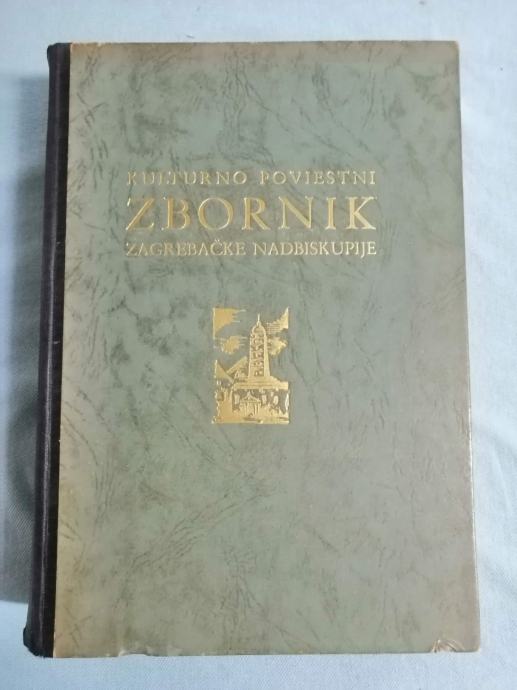 KULTURNO POVIESTNI
ZBORNIK
ZAGREBAČKE NADBISKUPIJE